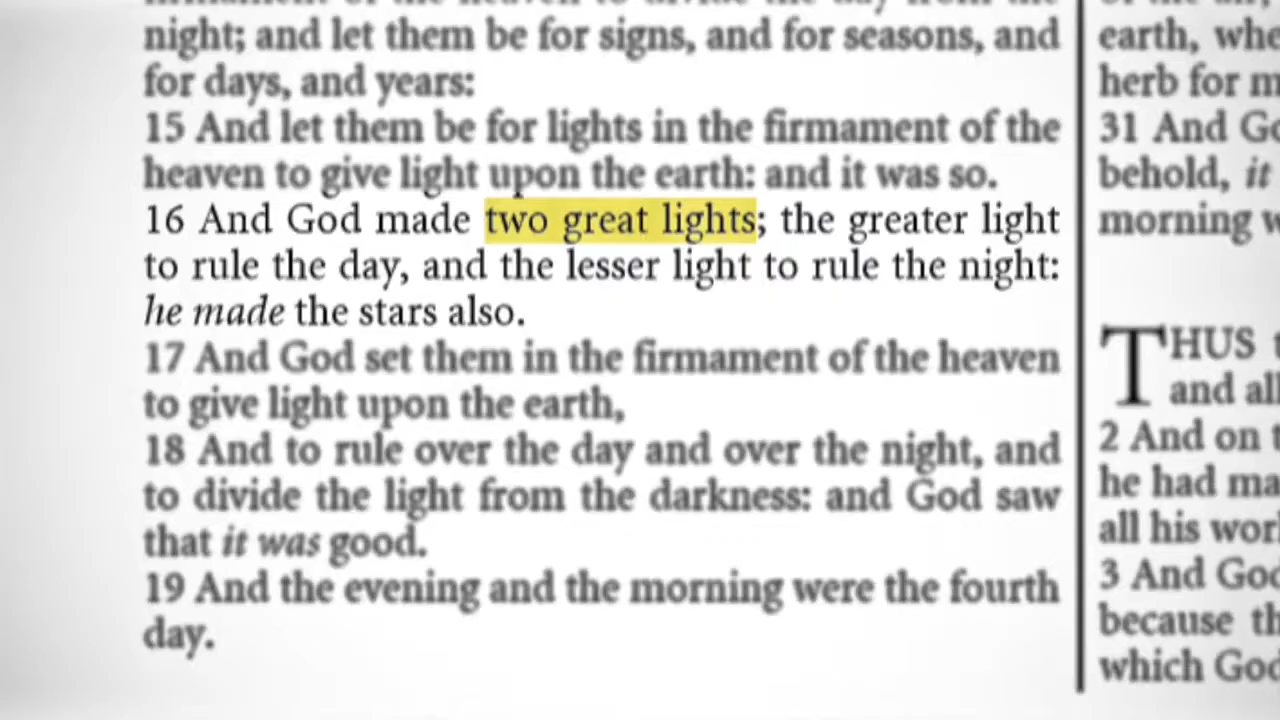 night; and let them be for signs, and for seasons, and
for days, and years:
15 And let them be for lights in the firmament of the
heaven to give light upon the earth: and it was so.
16 And God made two great lights; the greater light
to rule the day, and the lesser light to rule the night:
he made the stars also.
17 And God set them in the firmament of the heaven
to give light upon the earth,
18 And to rule over the day and over the night, and
to divide the light from the darkness: and God saw
that it was good.
19 And the evening and the morning were the fourth
day.
earth,
herb for
31 And
behold, it
morning
THUS
and all
2 And on
he had
all his
3 And God
because
which God